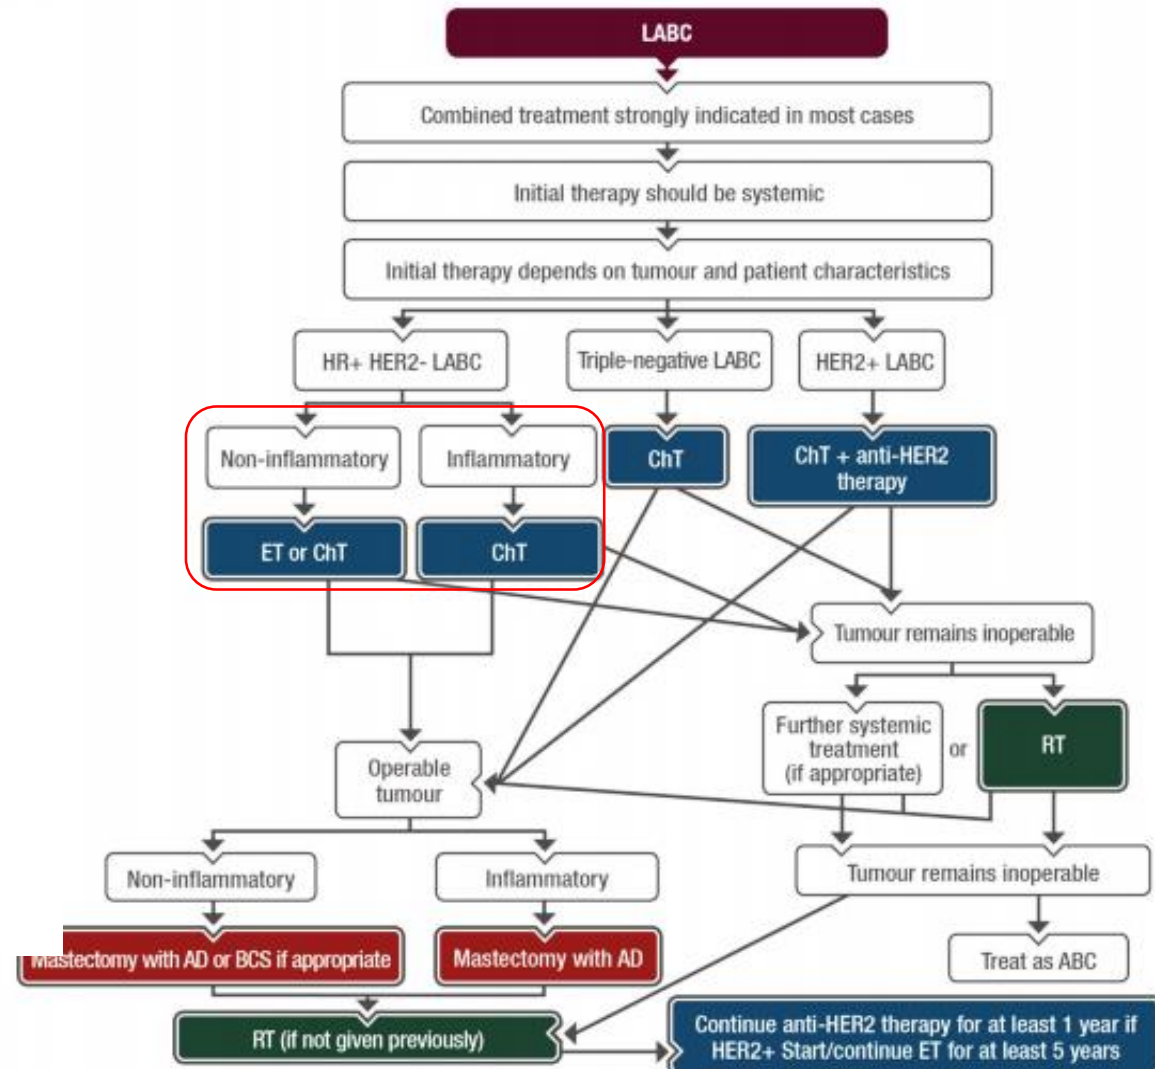 LABC
Combined treatment strongly indicated in most cases
Initial therapy should be systemic
Initial therapy depends on tumour and patient characteristics
HR+ HER2- LABC
Triple-negative LABC
HER2+ LABC
Non-inflammatory
Inflammatory
ChT
ChT + anti-HER2
therapy
ET or ChT
ChT
Tumour remains inoperable
Further systemic
treatment
(if appropriate)
or
RT
Operable
tumour
Non-inflammatory
Inflammatory
Tumour remains inoperable
Mastectomy with AD or BCS if appropriate
Mastectomy with AD
Treat as ABC
RT (if not given previously)
Continue anti-HER2 therapy for at least 1 year if
HER2+ Start/continue ET for at least 5 years